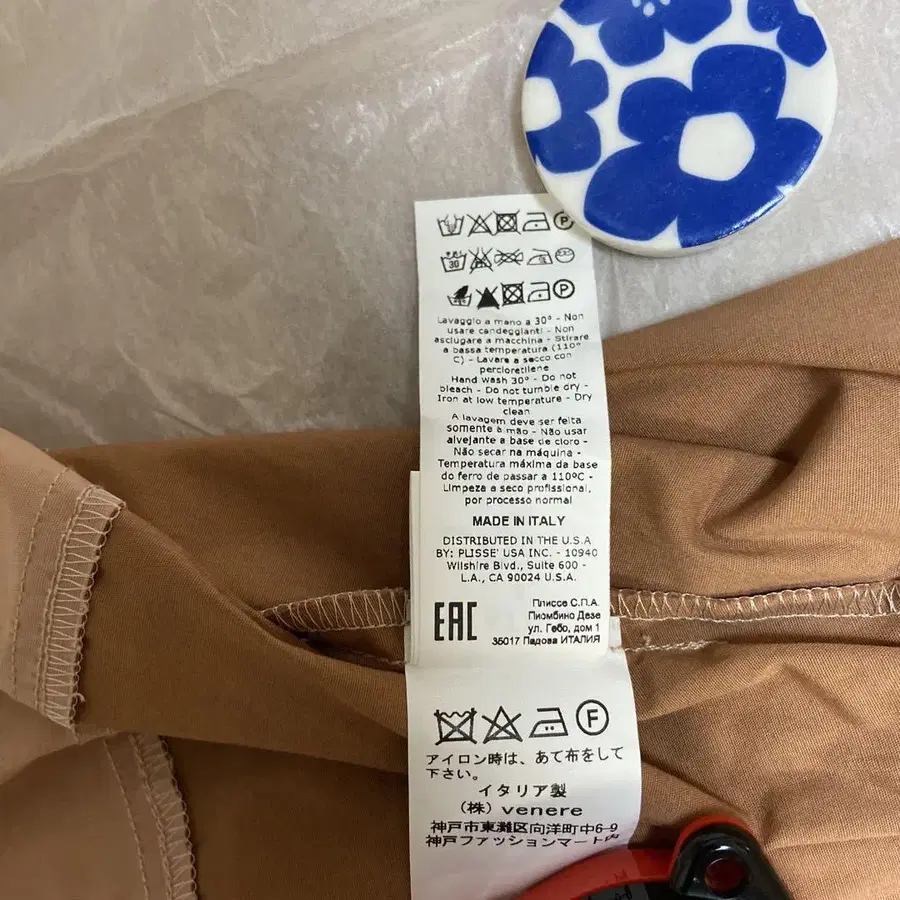 P
30
P
Lavaggio a mano a 30° - Non
usare candeggianti - Non
asciugare a macchina - Stirare
a bassa temperatura (110°
C) - Lavare a secco con
percloretilene
Hand wash 30° - Do not
bleach - Do not tumble dry -
Iron at low temperature - Dry
clean
A lavagem deve ser feita
somente à mão - Não usar
alvejante à base de cloro -
Não secar na máquina -
Temperatura máxima da base
do ferro de passar a 110ºC -
Limpeza a seco profissional,
por processo normal
MADE IN ITALY
DISTRIBUTED IN THE U.S.A
BY: PLISSE' USA INC. - 10940
Wilshire Blvd., Suite 600 -
L.A., CA 90024 U.S.A.
EAC
Плиссе С.П.А.
Пиомбино Дезе
ул. Гебо, дом 1
35017 Падова ИТАЛИЯ
F
アイロン時は、あて布をして
下さい。
イタリア製
(株) venere
神戸市東灘区向洋町中6-9
神戸ファッションマート内